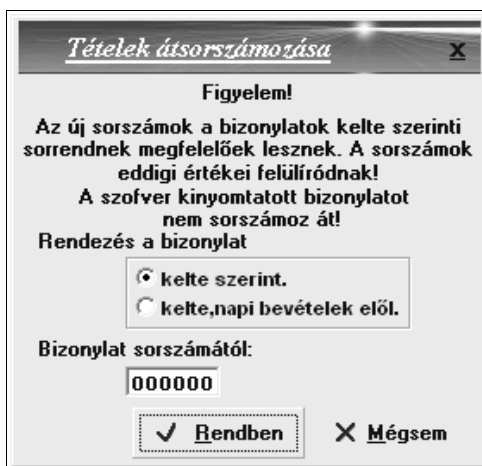 Tételek átsorszámozása
x
Figyelem!
Az új sorszámok a bizonylatok kelte szerinti
sorrendnek megfelelőek lesznek. A sorszámok
eddigi értékei felülíródnak!
A szofver kinyomtatott bizonylatot
nem sorszámoz át!
Rendezés a bizonylat
kelte szerint.
kelte,napi bevételek elől.
Bizonylat sorszámától:
000000
Rendben
Mégsem